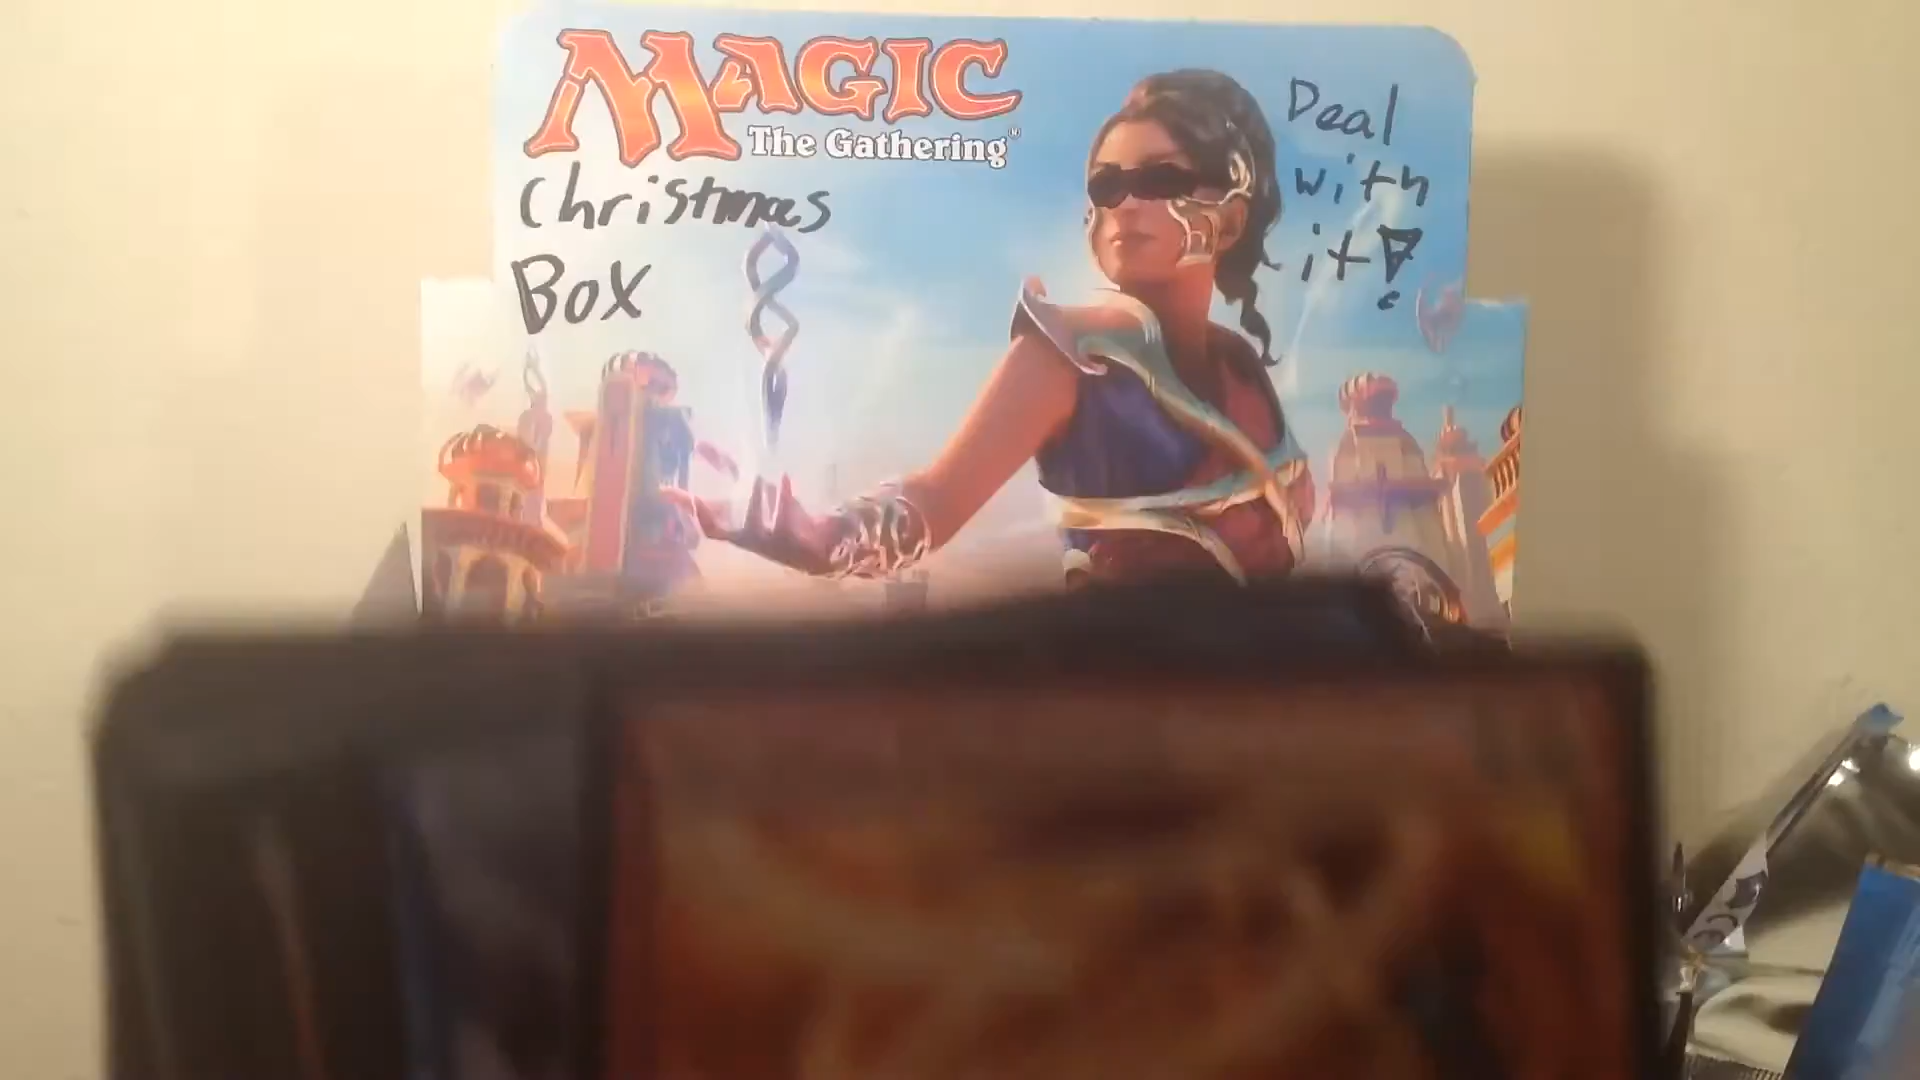 MAGIC
The Gathering®
Christmas
Box
Deal
with
it!